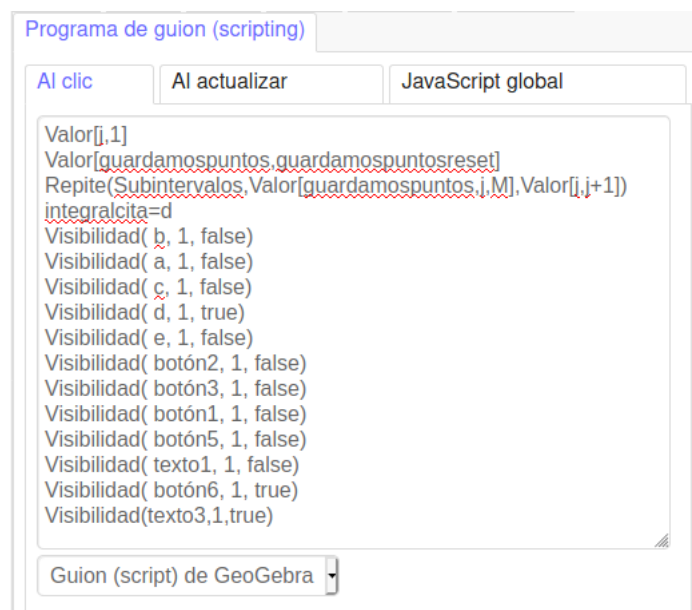 Programa de guion (scripting)
Al clic
Al actualizar
JavaScript global
Valor[j,1]
Valor[guardamospuntos,guardamospuntosreset]
Repite(Subintervalos,Valor[guardamospuntos,j,M],Valor[j,j+1])
integralcita=d
Visibilidad( b, 1, false)
Visibilidad( a, 1, false)
Visibilidad( c, 1, false)
Visibilidad( d, 1, true)
Visibilidad( e, 1, false)
Visibilidad( botón2, 1, false)
Visibilidad( botón3, 1, false)
Visibilidad( botón1, 1, false)
Visibilidad( botón5, 1, false)
Visibilidad( texto1, 1, false)
Visibilidad( botón6, 1, true)
Visibilidad(texto3,1,true)
Guion (script) de GeoGebra